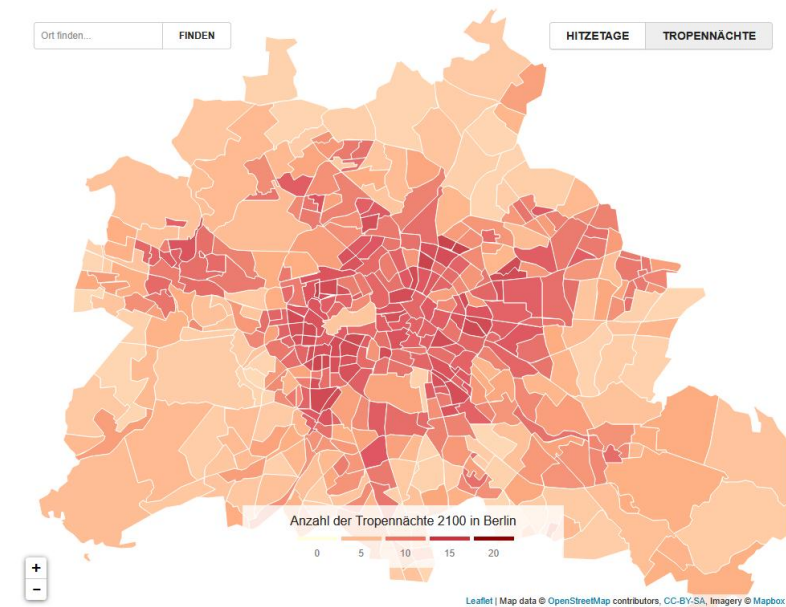 Ort finden...
FINDEN
HITZETAGE
TROPENNÄCHTE
Anzahl der Tropennächte 2100 in Berlin
0 5 10 15 20
+
−
Leaflet | Map data © OpenStreetMap contributors, CC-BY-SA, Imagery © Mapbox